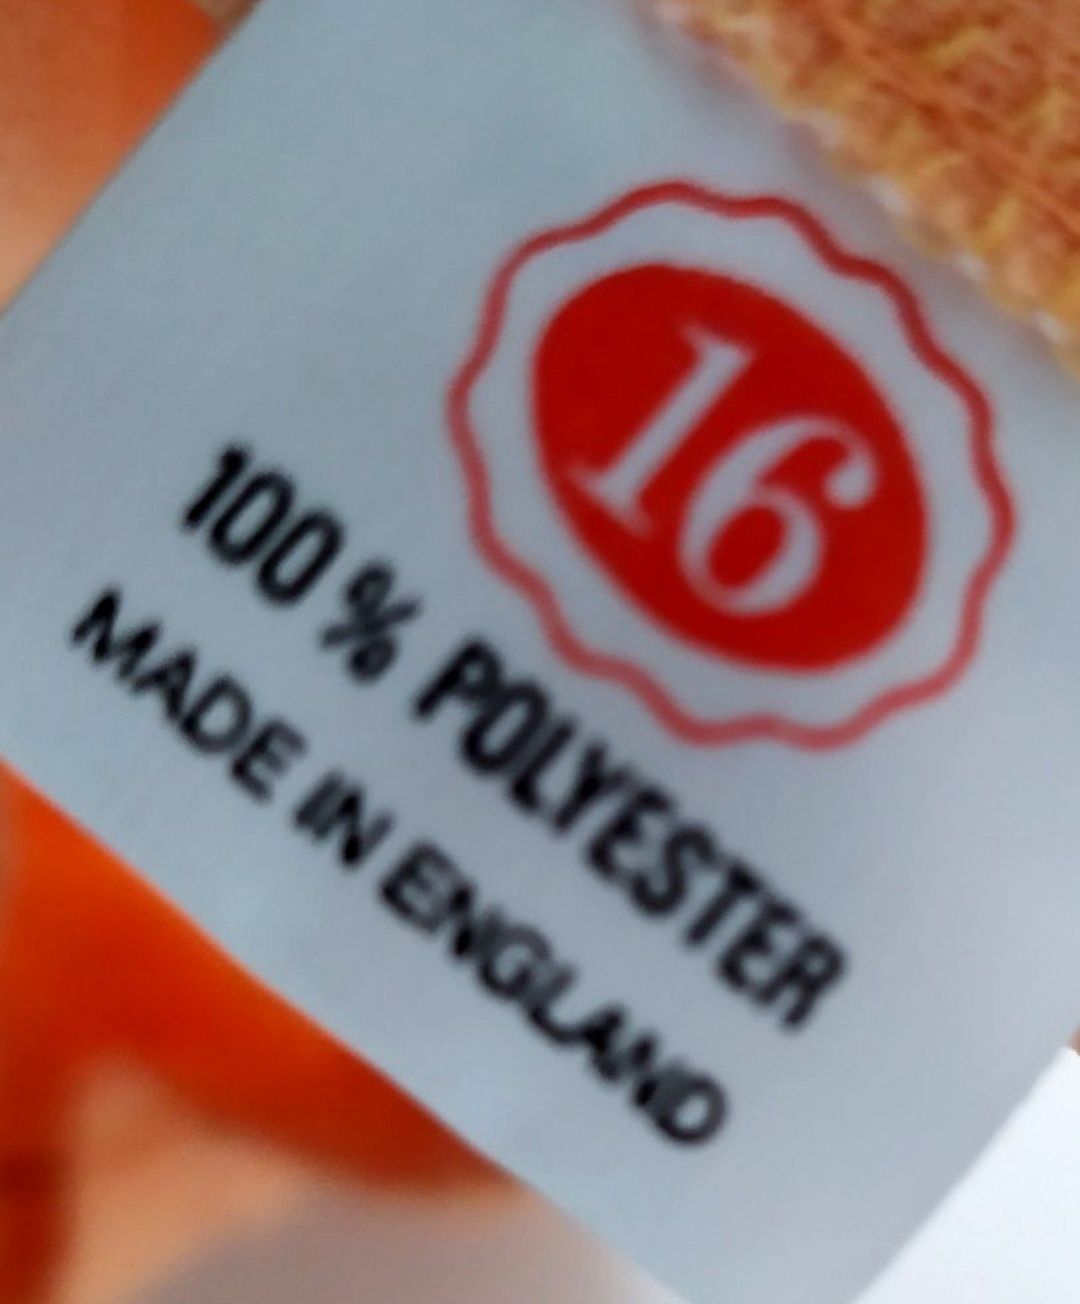 16
100% POLYESTER
MADE IN ENGLAND